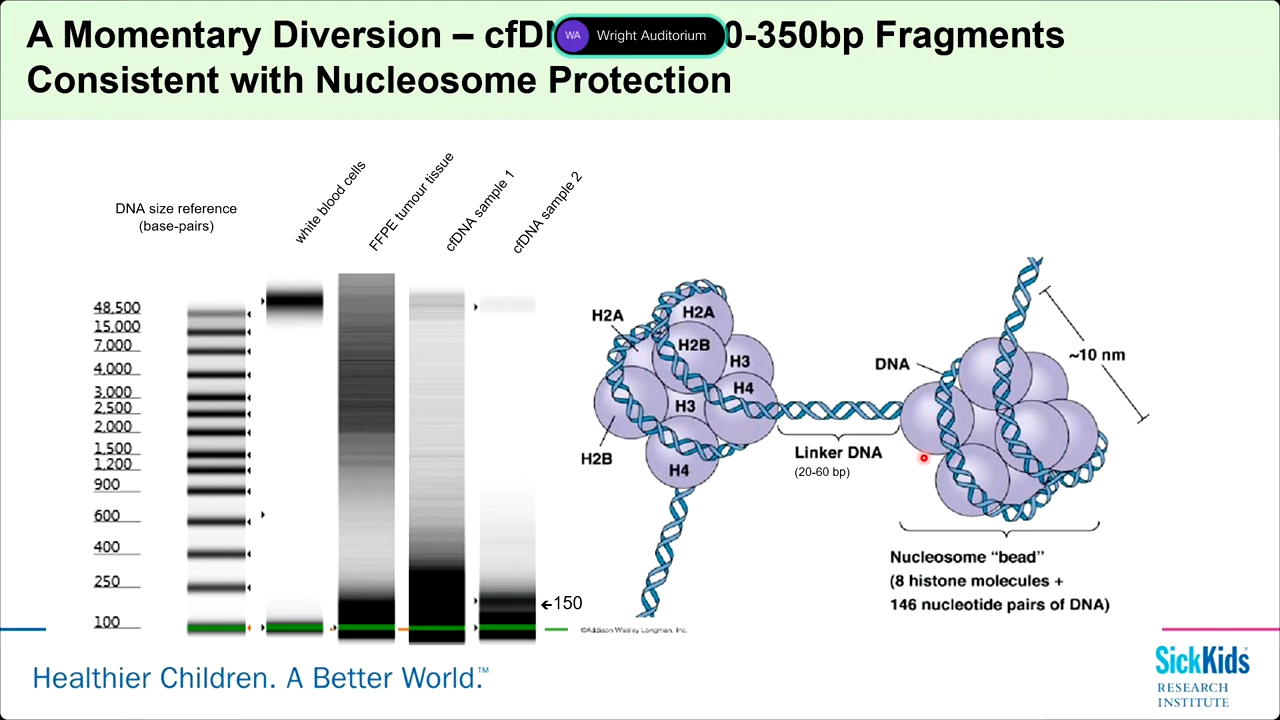 A Momentary Diversion – cfD
WA Wright Auditorium
0-350bp Fragments
Consistent with Nucleosome Protection
DNA size reference
(base-pairs)
white blood cells
FFPE tumour tissue
cfDNA sample 1
cfDNA sample 2
48,500
15,000
7,000
4,000
3,000
2,500
2,000
1,500
1,200
900
600
400
250
100
150
H2A
H2A
H2B
H3
H4
H3
H2B
H4
DNA
~10 nm
Linker DNA
(20-60 bp)
Nucleosome “bead”
(8 histone molecules +
146 nucleotide pairs of DNA)
©Addison Wesley Longman, Inc.
Healthier Children. A Better World.™
SickKids
RESEARCH
INSTITUTE